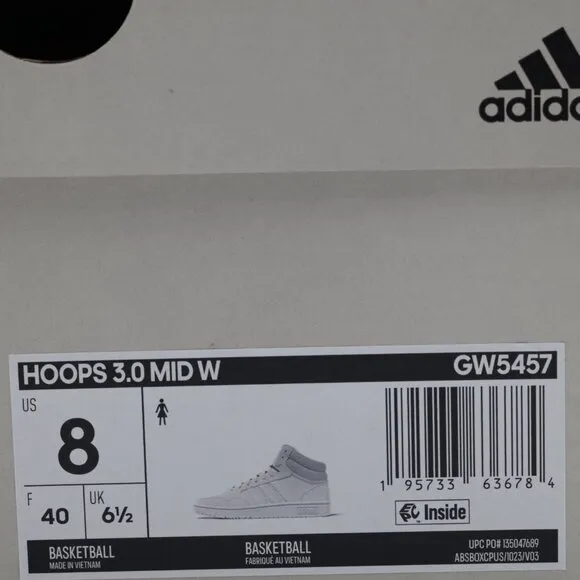 adidas
HOOPS 3.0 MID W GW5457
US
8
F
40
UK
6½
1 95733 63678 4
Inside
BASKETBALL
MADE IN VIETNAM
BASKETBALL
FABRIQUÉ AU VIETNAM
UPC PO# 135047689
ABSBOXCPUS/1023/V03